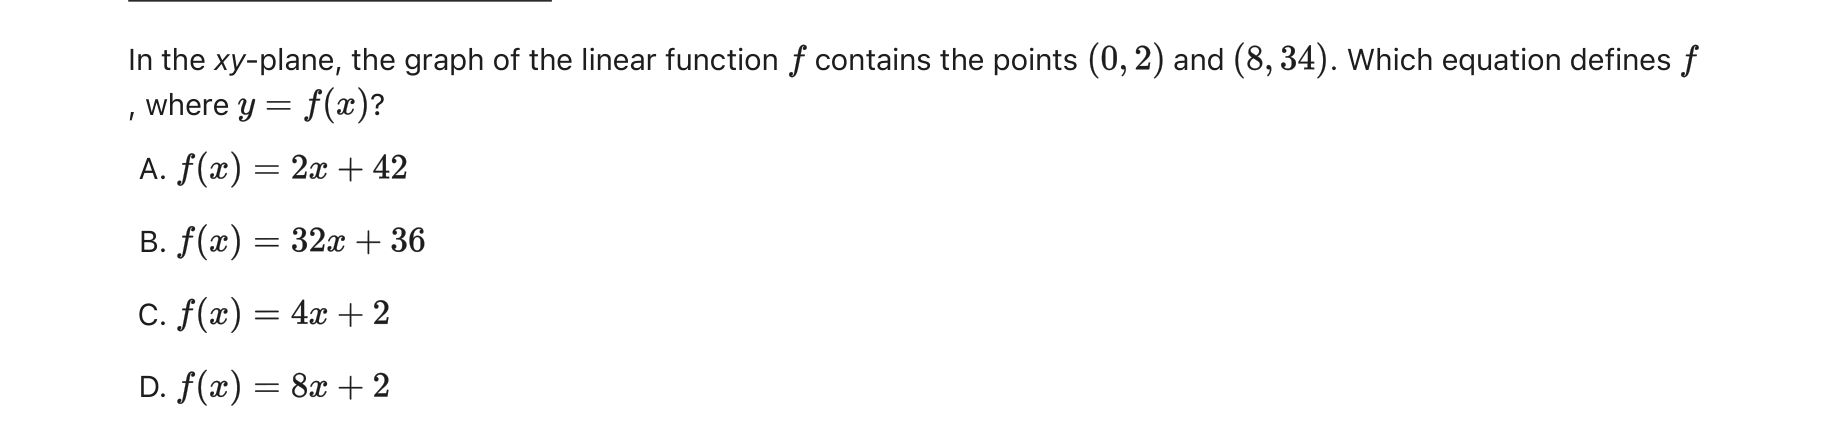 In the xy-plane, the graph of the linear function f contains the points (0, 2) and (8, 34). Which equation defines f
, where y = f(x)?
A. f(x) = 2x + 42
B. f(x) = 32x + 36
C. f(x) = 4x + 2
D. f(x) = 8x + 2